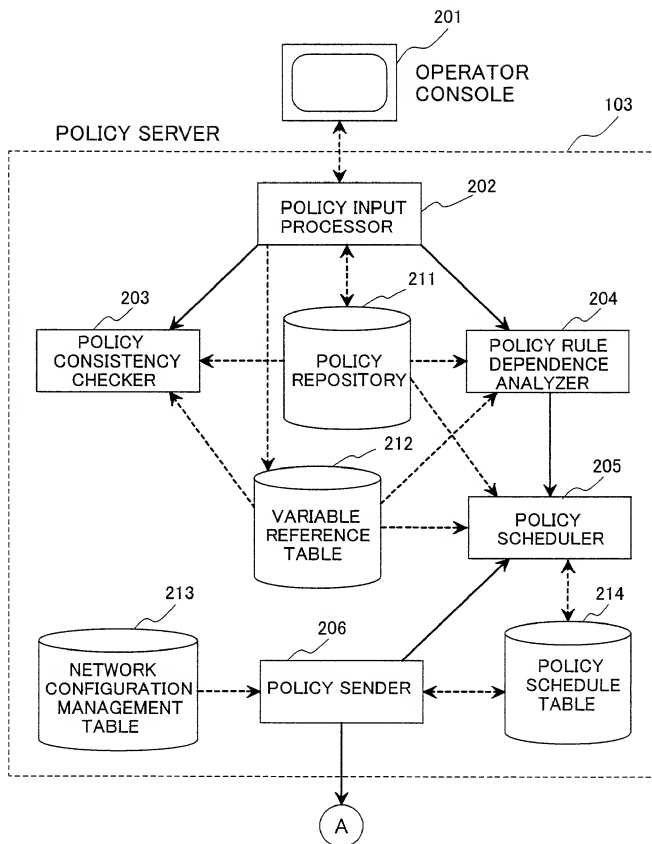 201
OPERATOR
CONSOLE
103
POLICY SERVER
202
POLICY INPUT
PROCESSOR
203
211
204
POLICY
CONSISTENCY
CHECKER
POLICY
REPOSITORY
POLICY RULE
DEPENDENCE
ANALYZER
212
205
VARIABLE
REFERENCE
TABLE
POLICY
SCHEDULER
213
206
214
NETWORK
CONFIGURATION
MANAGEMENT
TABLE
POLICY SENDER
POLICY
SCHEDULE
TABLE
A